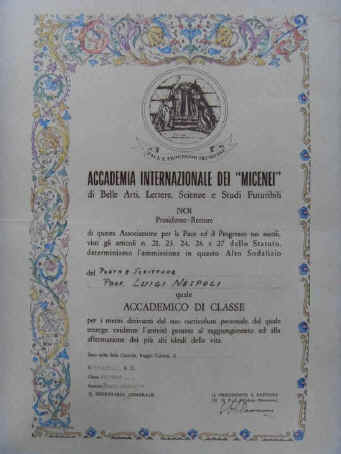 ACCADEMIA INTERNAZIONALE DEI "MICENEI"
di Belle Arti, Lettere, Scienze e Studi Futuribili
NOI
Presidente-Rettore
di questa Associazione per la Pace ed il Progresso nei secoli,
visti gli articoli n. 21, 23, 24, 26 e 27 dello Statuto,
determiniamo l'ammissione in questo Alto Sodalizio
del POETA E SCRITTORE
PROF. LUIGI NESPOLI
quale
ACCADEMICO DI CLASSE
per i meriti derivanti dal suo curriculum personale dal quale
emerge evidente l'attività protesa al raggiungimento ed alla
affermazione dei più alti ideali della vita.
IL SEGRETARIO GENERALE
IL PRESIDENTE E RETTORE